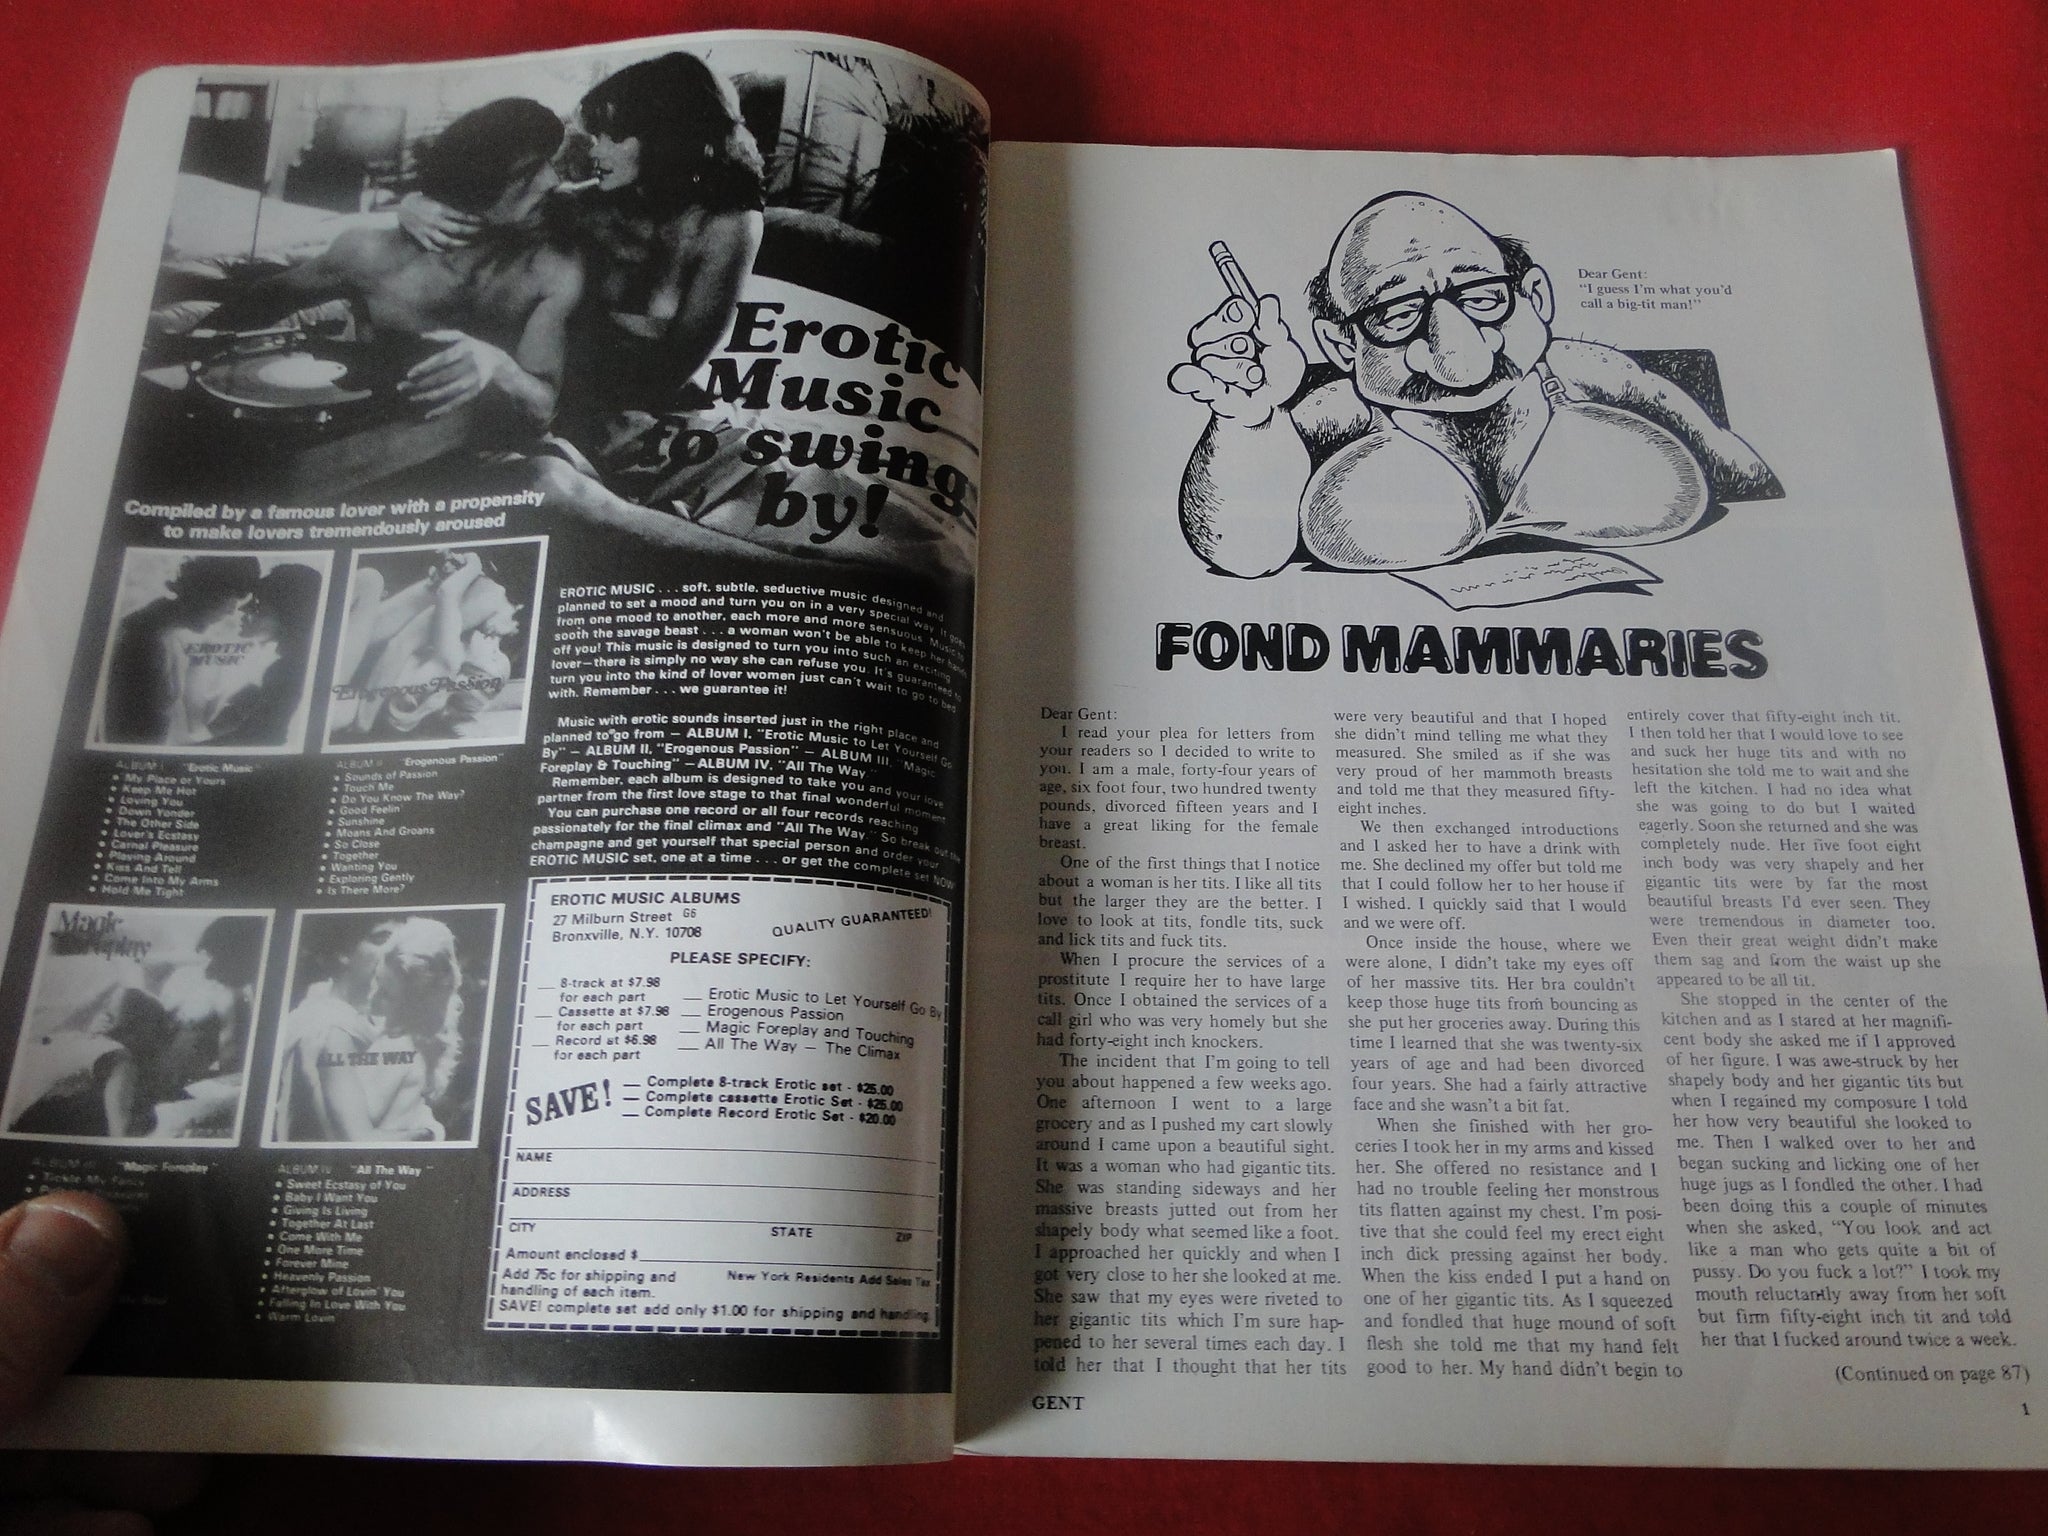 Erotic
Music
to swing
by!
Compiled by a famous lover with a propensity
to make lovers tremendously aroused
EROTIC
MUSIC
Erogenous Passion
ALBUM I "Erotic Music"
• My Place or Yours
• Keep Me Hot
• Loving You
• Down Yonder
• The Other Side
• Lover's Ecstasy
• Carnal Pleasure
• Playing Around
• Kiss And Tell
• Come Into My Arms
• Hold Me Tight
ALBUM II "Erogenous Passion"
• Sounds of Passion
• Touch Me
• Do You Know The Way?
• Good Feelin'
• Sunshine
• Moans And Groans
• So Close
• Together
• Wanting You
• Exploring Gently
• Is There More?
Magic
Foreplay
ALL THE WAY
ALBUM III "Magic Foreplay"
• Tickle My Fancy
ALBUM IV "All The Way"
• Sweet Ecstasy of You
• Baby I Want You
• Giving Is Living
• Together At Last
• Come With Me
• One More Time
• Forever Mine
• Heavenly Passion
• Afterglow of Lovin' You
• Falling In Love With You
• Warm Lovin'
EROTIC MUSIC . . . soft, subtle, seductive music designed and
planned to set a mood and turn you on in a very special way. It goes
from one mood to another, each more and more sensuous. Music to
sooth the savage beast . . . a woman won't be able to keep her hands
off you! This music is designed to turn you into such an exciting
lover—there is simply no way she can refuse you. It's guaranteed to
turn you into the kind of lover women just can't wait to go to bed
with. Remember . . . we guarantee it!
Music with erotic sounds inserted just in the right place and
planned to go from — ALBUM I. "Erotic Music to Let Yourself Go
By" — ALBUM II, "Erogenous Passion" — ALBUM III, "Magic
Foreplay & Touching" — ALBUM IV, "All The Way."
Remember, each album is designed to take you and your love
partner from the first love stage to that final wonderful moment.
You can purchase one record or all four records reaching
passionately for the final climax and "All The Way." So break out the
champagne and get yourself that special person and order your
EROTIC MUSIC set, one at a time . . . or get the complete set NOW
EROTIC MUSIC ALBUMS
27 Milburn Street G6
Bronxville, N.Y. 10708
QUALITY GUARANTEED!
PLEASE SPECIFY:
__ 8-track at $7.98
for each part
__ Cassette at $7.98
for each part
__ Record at $6.98
for each part
__ Erotic Music to Let Yourself Go By
__ Erogenous Passion
__ Magic Foreplay and Touching
__ All The Way — The Climax
SAVE!
__ Complete 8-track Erotic set - $25.00
__ Complete cassette Erotic Set - $25.00
__ Complete Record Erotic Set - $20.00
NAME
ADDRESS
CITY STATE ZIP
Amount enclosed $
Add 75c for shipping and
handling of each item.
New York Residents Add Sales Tax
SAVE! complete set add only $1.00 for shipping and handling.
Dear Gent:
"I guess I'm what you'd
call a big-tit man!"
FOND MAMMARIES
Dear Gent:
I read your plea for letters from
your readers so I decided to write to
you. I am a male, forty-four years of
age, six foot four, two hundred twenty
pounds, divorced fifteen years and I
have a great liking for the female
breast.
One of the first things that I notice
about a woman is her tits. I like all tits
but the larger they are the better. I
love to look at tits, fondle tits, suck
and lick tits and fuck tits.
When I procure the services of a
prostitute I require her to have large
tits. Once I obtained the services of a
call girl who was very homely but she
had forty-eight inch knockers.
The incident that I'm going to tell
you about happened a few weeks ago.
One afternoon I went to a large
grocery and as I pushed my cart slowly
around I came upon a beautiful sight.
It was a woman who had gigantic tits.
She was standing sideways and her
massive breasts jutted out from her
shapely body what seemed like a foot.
I approached her quickly and when I
got very close to her she looked at me.
She saw that my eyes were riveted to
her gigantic tits which I'm sure hap-
pened to her several times each day. I
told her that I thought that her tits
were very beautiful and that I hoped
she didn't mind telling me what they
measured. She smiled as if she was
very proud of her mammoth breasts
and told me that they measured fifty-
eight inches.
We then exchanged introductions
and I asked her to have a drink with
me. She declined my offer but told me
that I could follow her to her house if
I wished. I quickly said that I would
and we were off.
Once inside the house, where we
were alone, I didn't take my eyes off
of her massive tits. Her bra couldn't
keep those huge tits from bouncing as
she put her groceries away. During this
time I learned that she was twenty-six
years of age and had been divorced
four years. She had a fairly attractive
face and she wasn't a bit fat.
When she finished with her gro-
ceries I took her in my arms and kissed
her. She offered no resistance and I
had no trouble feeling her monstrous
tits flatten against my chest. I'm posi-
tive that she could feel my erect eight
inch dick pressing against her body.
When the kiss ended I put a hand on
one of her gigantic tits. As I squeezed
and fondled that huge mound of soft
flesh she told me that my hand felt
good to her. My hand didn't begin to
entirely cover that fifty-eight inch tit.
I then told her that I would love to see
and suck her huge tits and with no
hesitation she told me to wait and she
left the kitchen. I had no idea what
she was going to do but I waited
eagerly. Soon she returned and she was
completely nude. Her five foot eight
inch body was very shapely and her
gigantic tits were by far the most
beautiful breasts I'd ever seen. They
were tremendous in diameter too.
Even their great weight didn't make
them sag and from the waist up she
appeared to be all tit.
She stopped in the center of the
kitchen and as I stared at her magnifi-
cent body she asked me if I approved
of her figure. I was awe-struck by her
shapely body and her gigantic tits but
when I regained my composure I told
her how very beautiful she looked to
me. Then I walked over to her and
began sucking and licking one of her
huge jugs as I fondled the other. I had
been doing this a couple of minutes
when she asked, "You look and act
like a man who gets quite a bit of
pussy. Do you fuck a lot?" I took my
mouth reluctantly away from her soft
but firm fifty-eight inch tit and told
her that I fucked around twice a week.
(Continued on page 87)
GENT
1